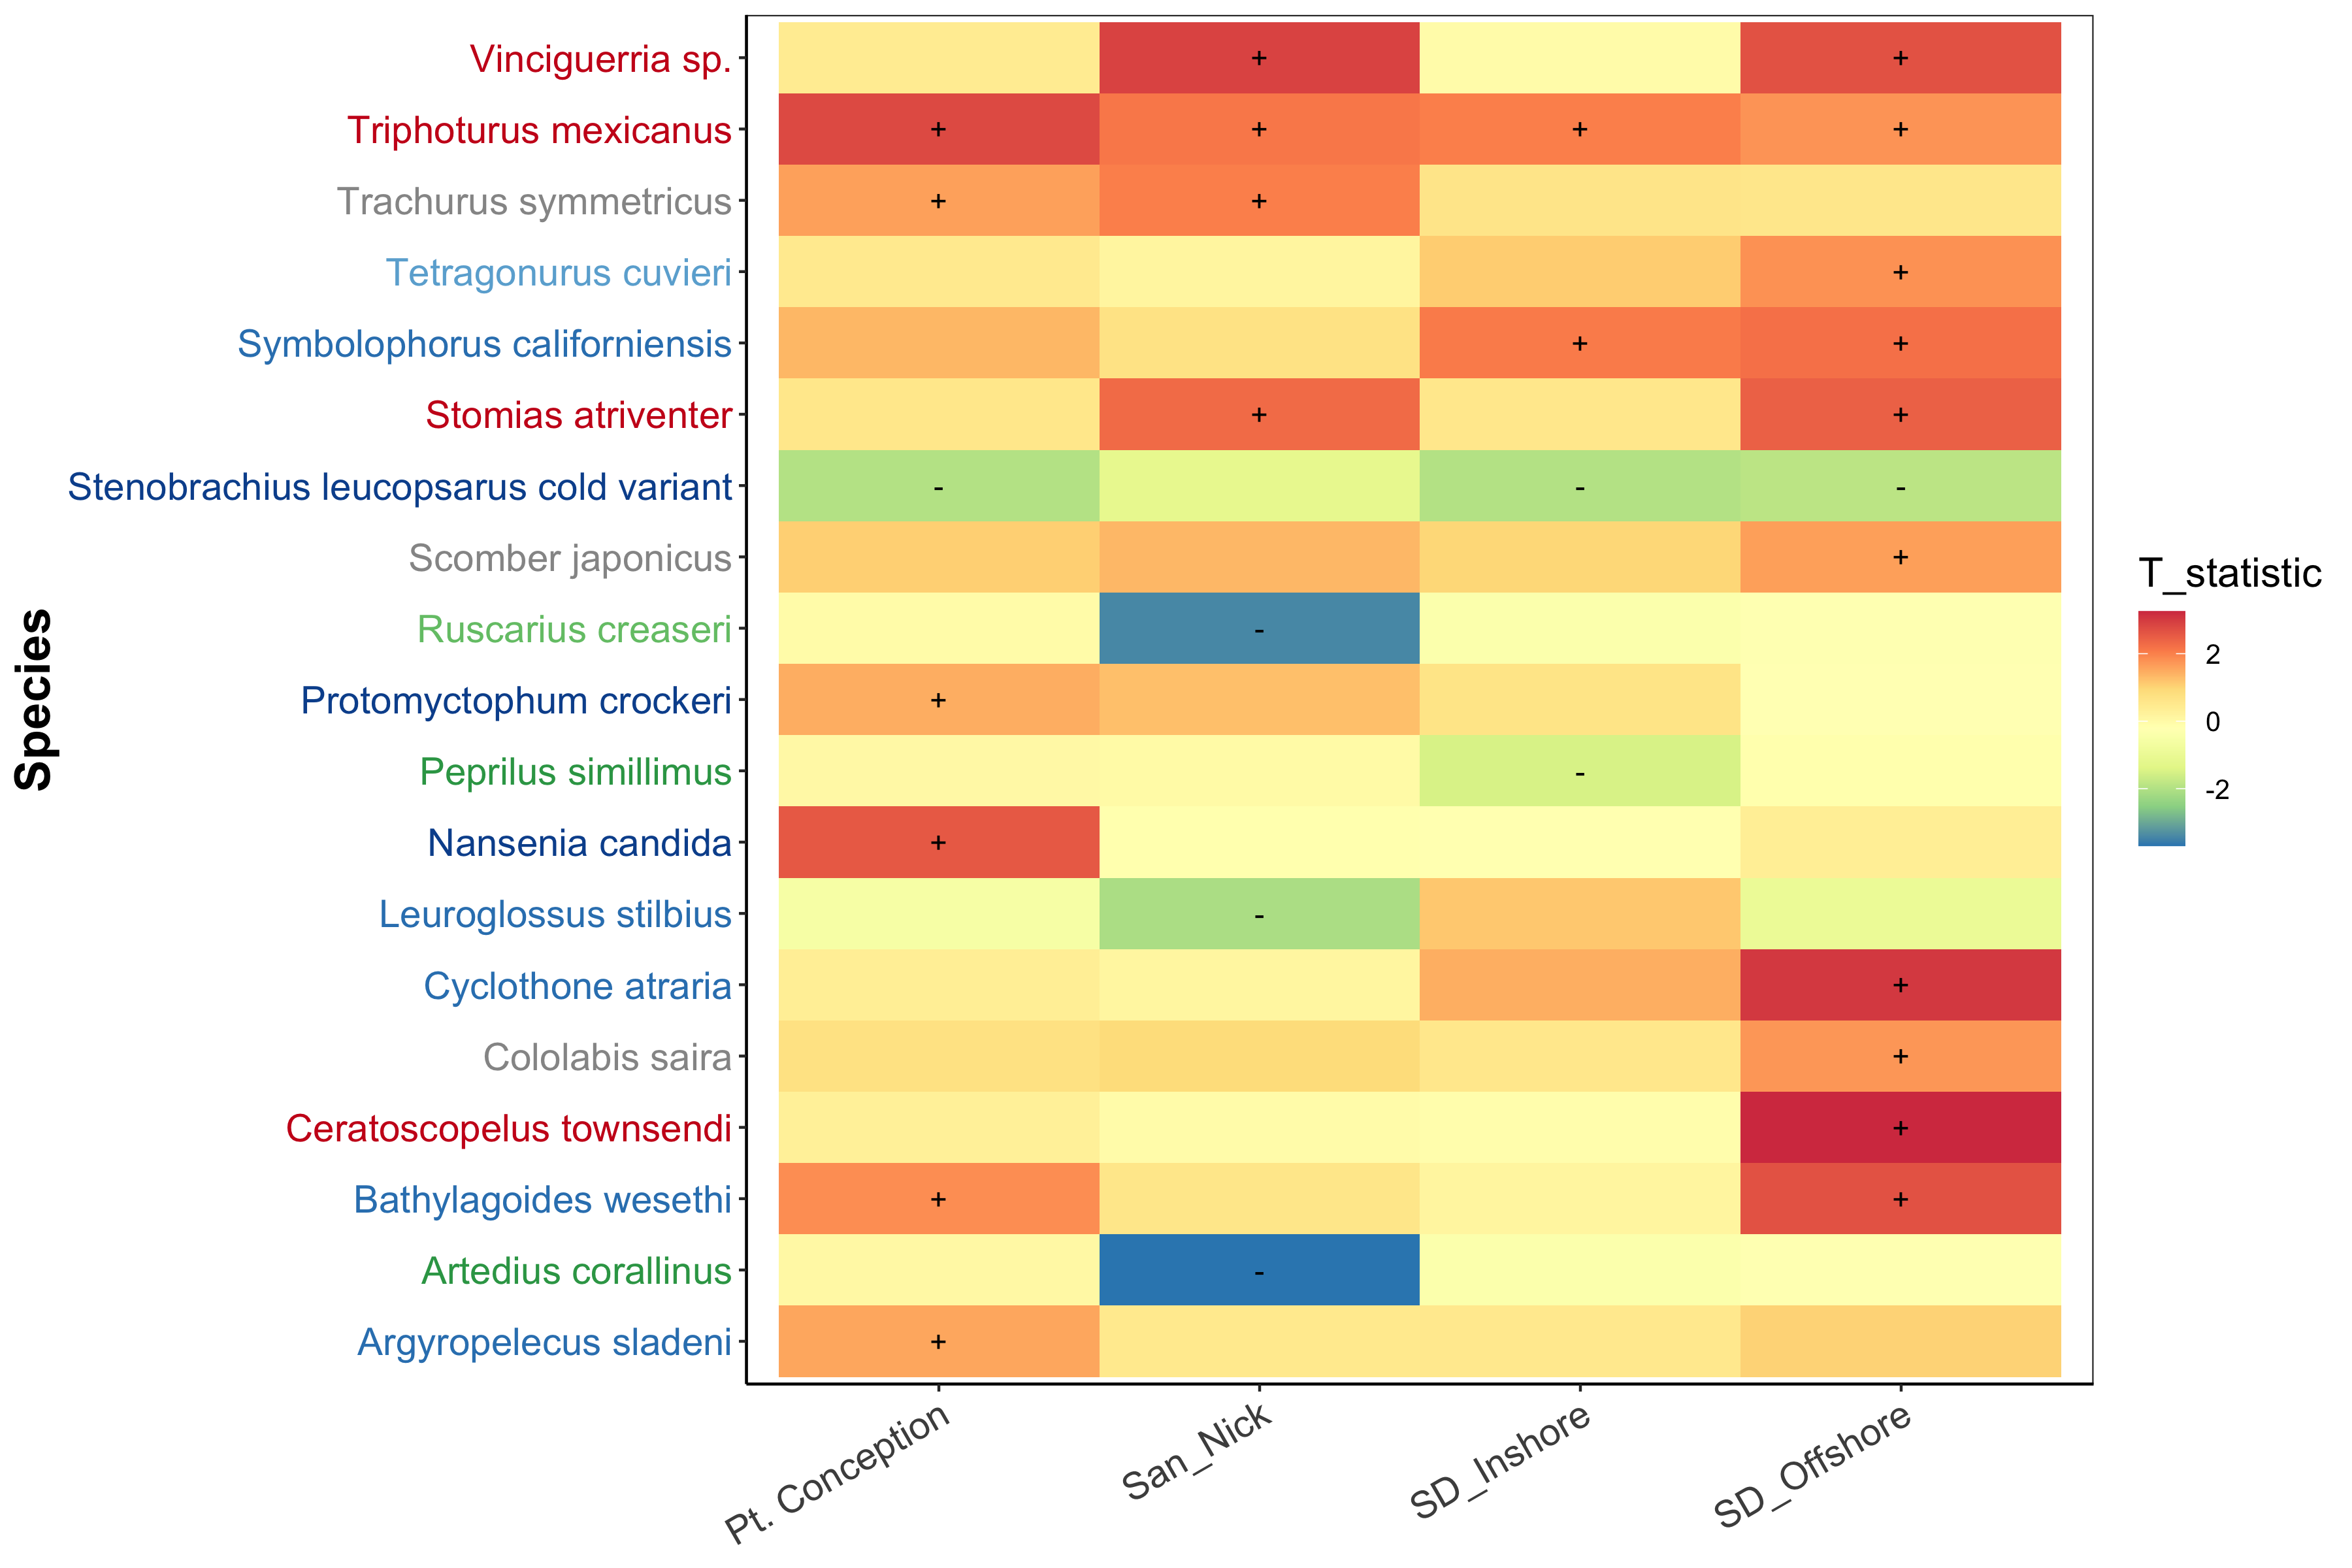 Species
Vinciguerria sp.
+ +
Triphoturus mexicanus
+ + + +
Trachurus symmetricus
+ +
Tetragonurus cuvieri
+
Symbolophorus californiensis
+ +
Stomias atriventer
+ +
Stenobrachius leucopsarus cold variant
- - -
Scomber japonicus
+
Ruscarius creaseri
-
Protomyctophum crockeri
+
Peprilus simillimus
-
Nansenia candida
+
Leuroglossus stilbius
-
Cyclothone atraria
+
Cololabis saira
+
Ceratoscopelus townsendi
+
Bathylagoides wesethi
+ +
Artedius corallinus
-
Argyropelecus sladeni
+
Pt. Conception
San_Nick
SD_Inshore
SD_Offshore
T_statistic
2
0
-2